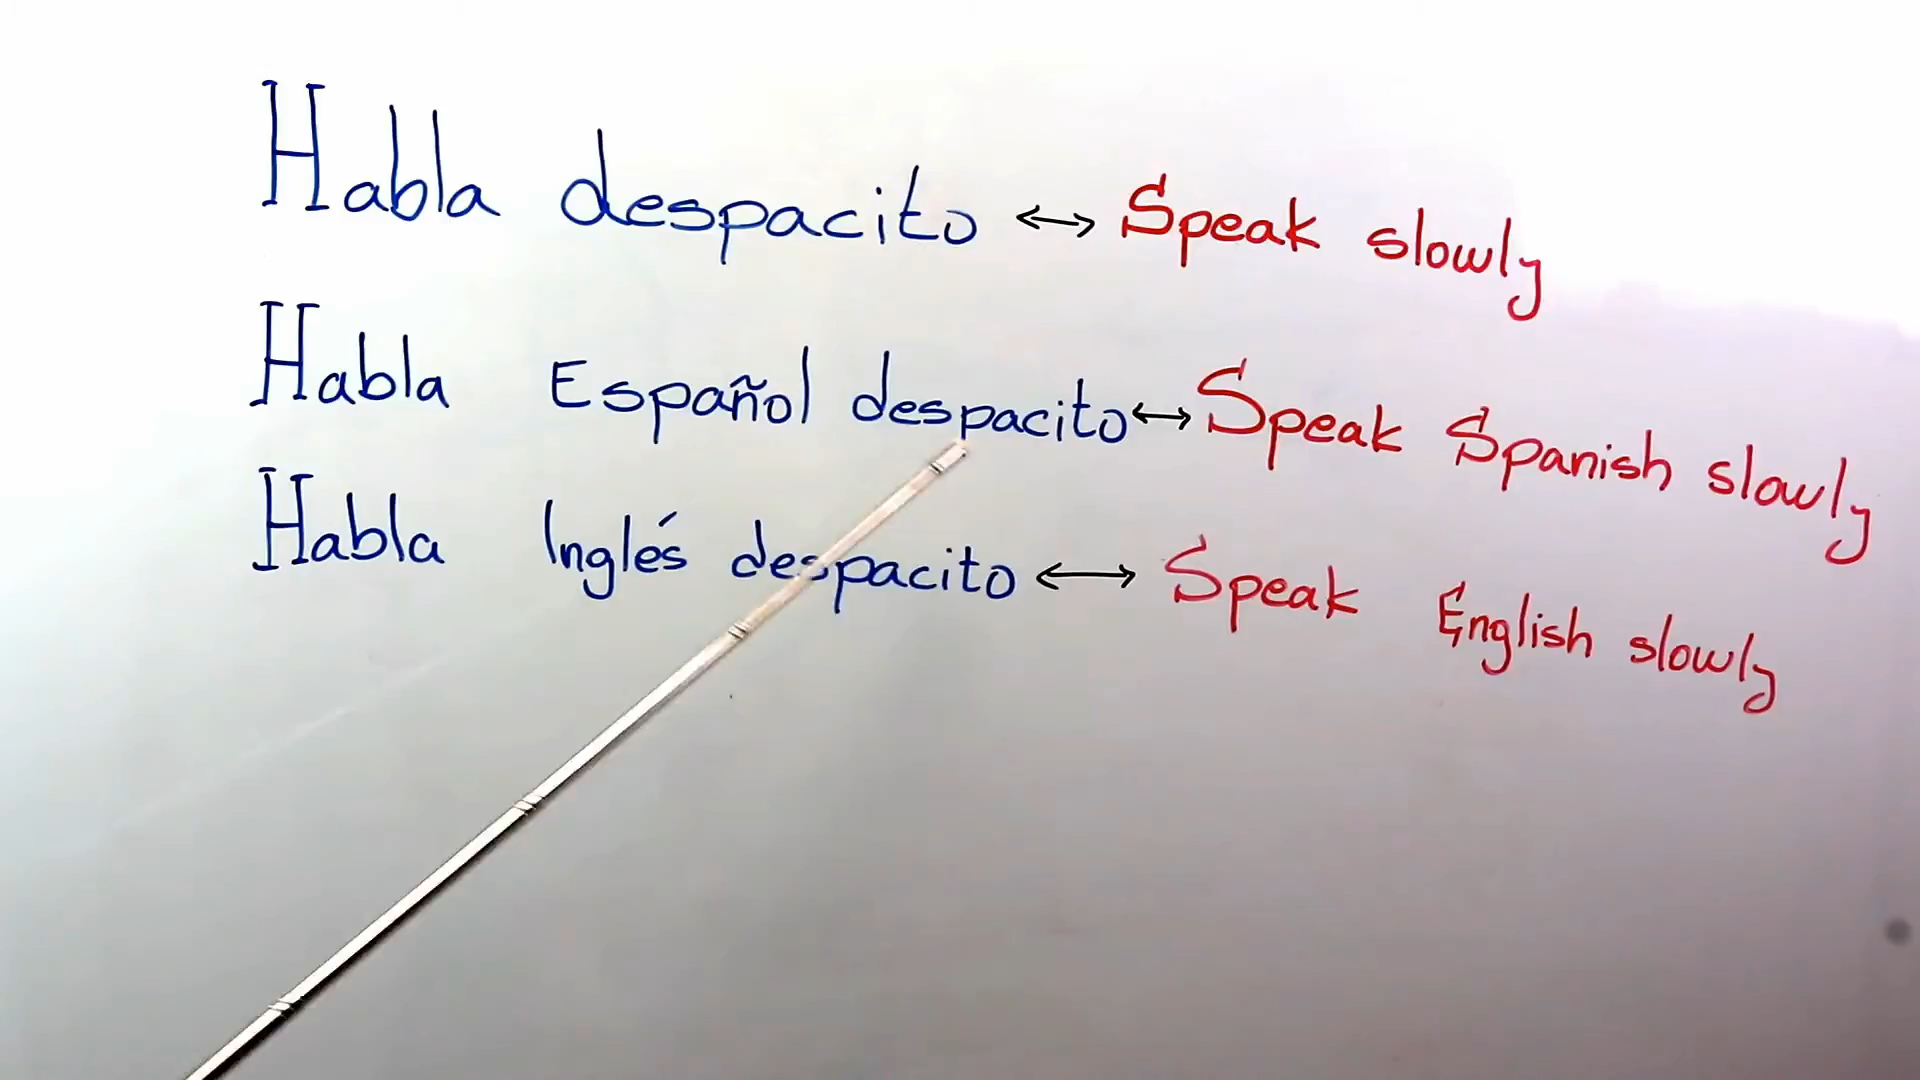 Habla despacito ↔ Speak slowly
Habla Español despacito ↔ Speak Spanish slowly
Habla Inglés despacito ↔ Speak English slowly